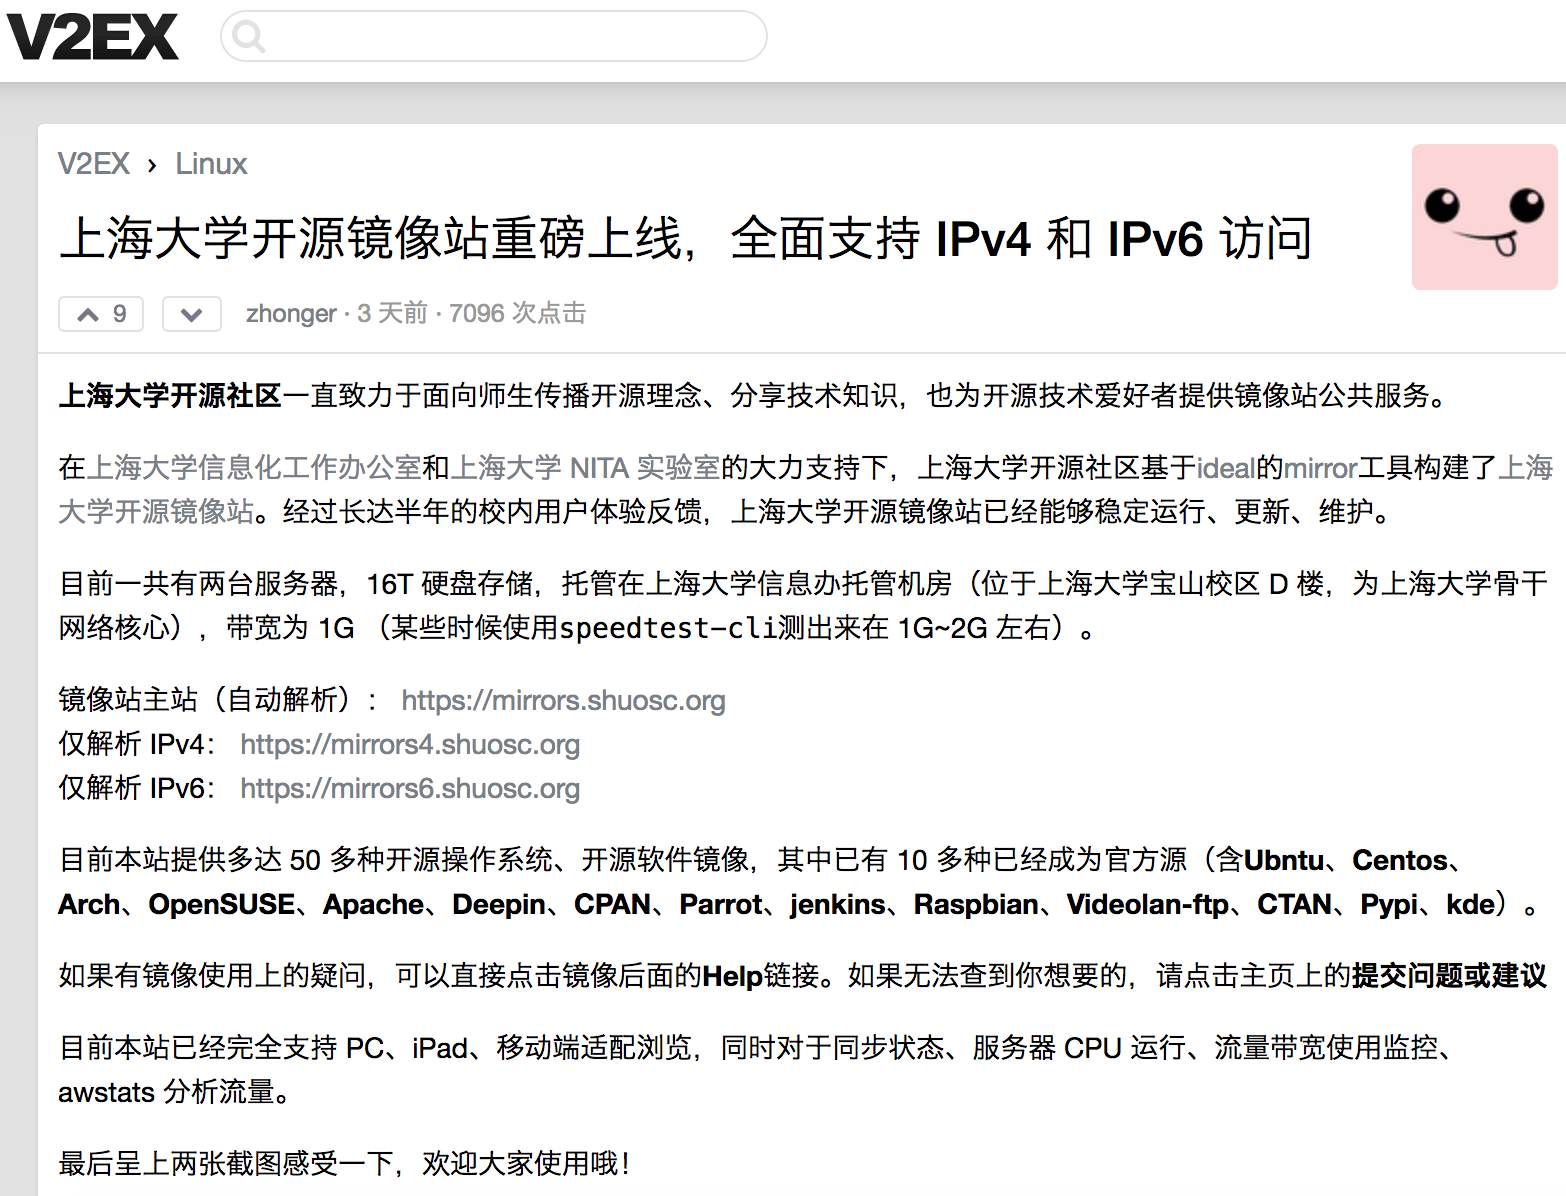 V2EX
V2EX › Linux
上海大学开源镜像站重磅上线，全面支持 IPv4 和 IPv6 访问
9 zhonger · 3 天前 · 7096 次点击
上海大学开源社区一直致力于面向师生传播开源理念、分享技术知识，也为开源技术爱好者提供镜像站公共服务。
在上海大学信息化工作办公室和上海大学 NITA 实验室的大力支持下，上海大学开源社区基于ideal的mirror工具构建了上海
大学开源镜像站。经过长达半年的校内用户体验反馈，上海大学开源镜像站已经能够稳定运行、更新、维护。
目前一共有两台服务器，16T 硬盘存储，托管在上海大学信息办托管机房（位于上海大学宝山校区 D 楼，为上海大学骨干
网络核心），带宽为 1G （某些时候使用speedtest-cli测出来在 1G~2G 左右）。
镜像站主站（自动解析）： https://mirrors.shuosc.org
仅解析 IPv4： https://mirrors4.shuosc.org
仅解析 IPv6： https://mirrors6.shuosc.org
目前本站提供多达 50 多种开源操作系统、开源软件镜像，其中已有 10 多种已经成为官方源（含Ubntu、Centos、
Arch、OpenSUSE、Apache、Deepin、CPAN、Parrot、jenkins、Raspbian、Videolan-ftp、CTAN、Pypi、kde）。
如果有镜像使用上的疑问，可以直接点击镜像后面的Help链接。如果无法查到你想要的，请点击主页上的提交问题或建议
目前本站已经完全支持 PC、iPad、移动端适配浏览，同时对于同步状态、服务器 CPU 运行、流量带宽使用监控、
awstats 分析流量。
最后呈上两张截图感受一下，欢迎大家使用哦！